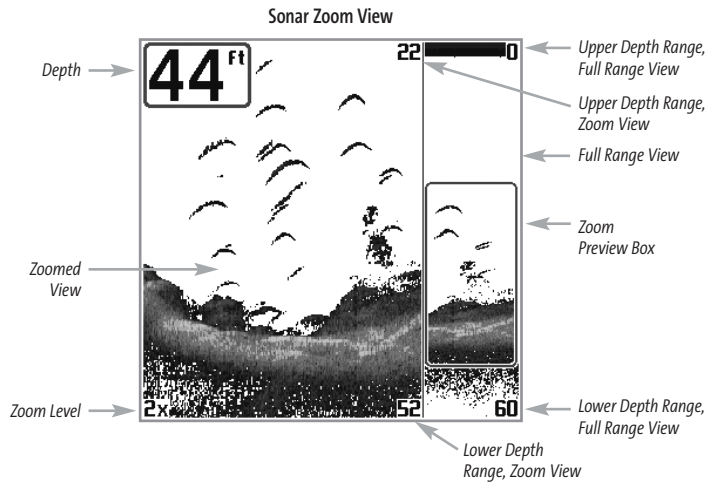 Sonar Zoom View
Depth
44 Ft
22
0
Upper Depth Range,
Full Range View
Upper Depth Range,
Zoom View
Full Range View
Zoom
Preview Box
Zoomed
View
Zoom Level
2x
52
60
Lower Depth Range,
Full Range View
Lower Depth
Range, Zoom View